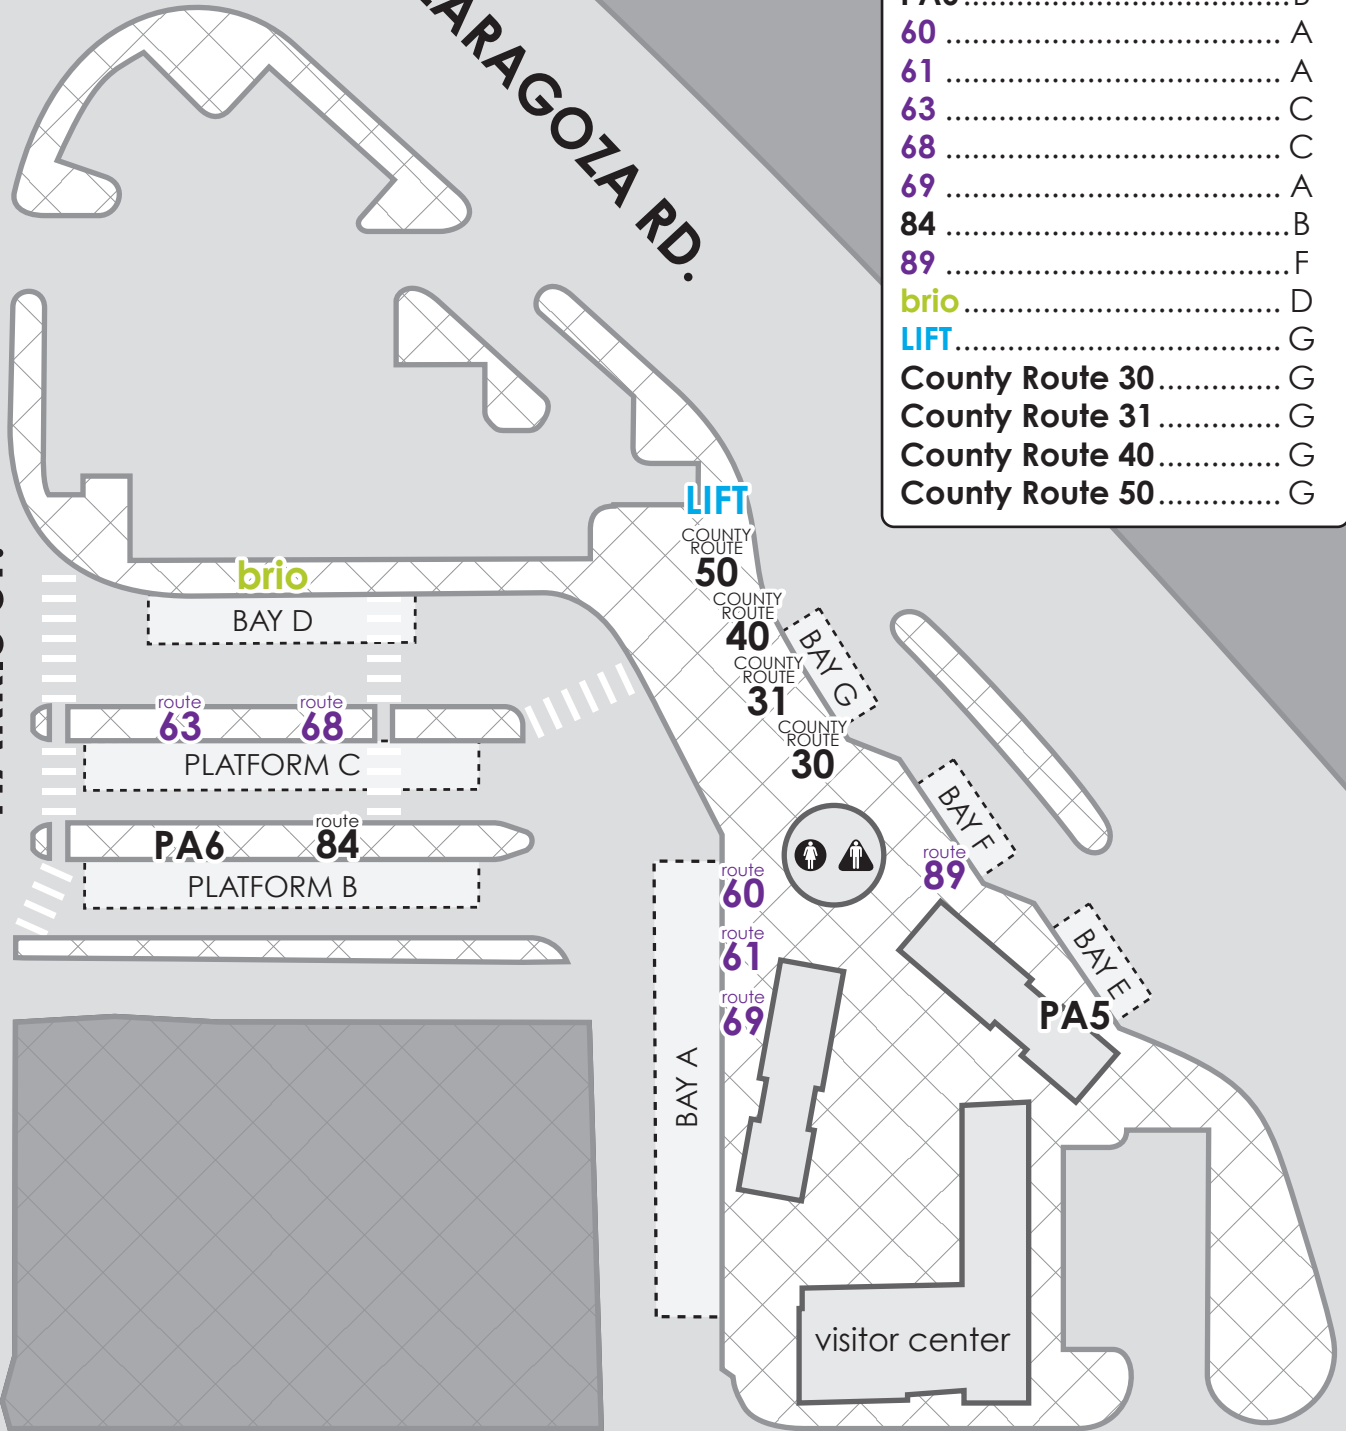 ARAGOZA RD.
60 ........................................ A
61 ........................................ A
63 ........................................ C
68 ........................................ C
69 ........................................ A
84 ........................................ B
89 ........................................ F
brio ...................................... D
LIFT ...................................... G
County Route 30 .............. G
County Route 31 .............. G
County Route 40 .............. G
County Route 50 .............. G
LIFT
COUNTY
ROUTE
50
COUNTY
ROUTE
40
COUNTY
ROUTE
31
COUNTY
ROUTE
30
BAY G
brio
BAY D
route
63
route
68
PLATFORM C
PA6
route
84
PLATFORM B
BAY F
route
89
route
60
route
61
route
69
BAY A
BAY E
PA5
visitor center